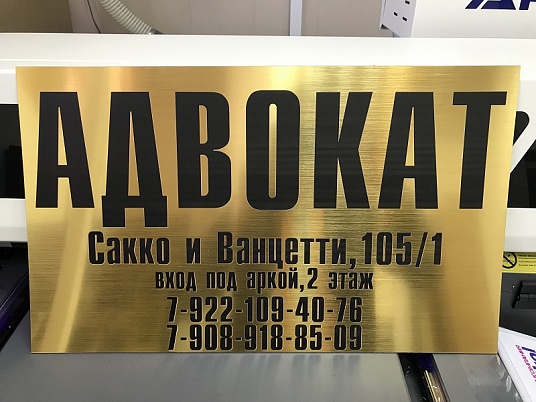 АДВОКАТ
Сакко и Ванцетти, 105/1
вход под аркой, 2 этаж
7-922-109-40-76
7-908-918-85-09